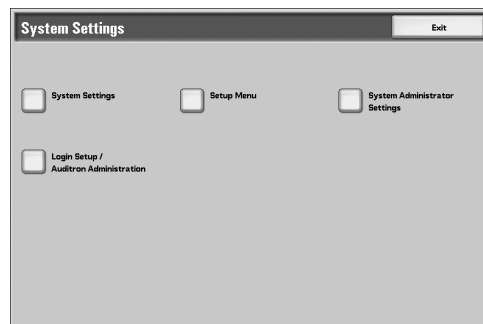 System Settings
Exit
System Settings
Setup Menu
System Administrator
Settings
Login Setup /
Auditron Administration